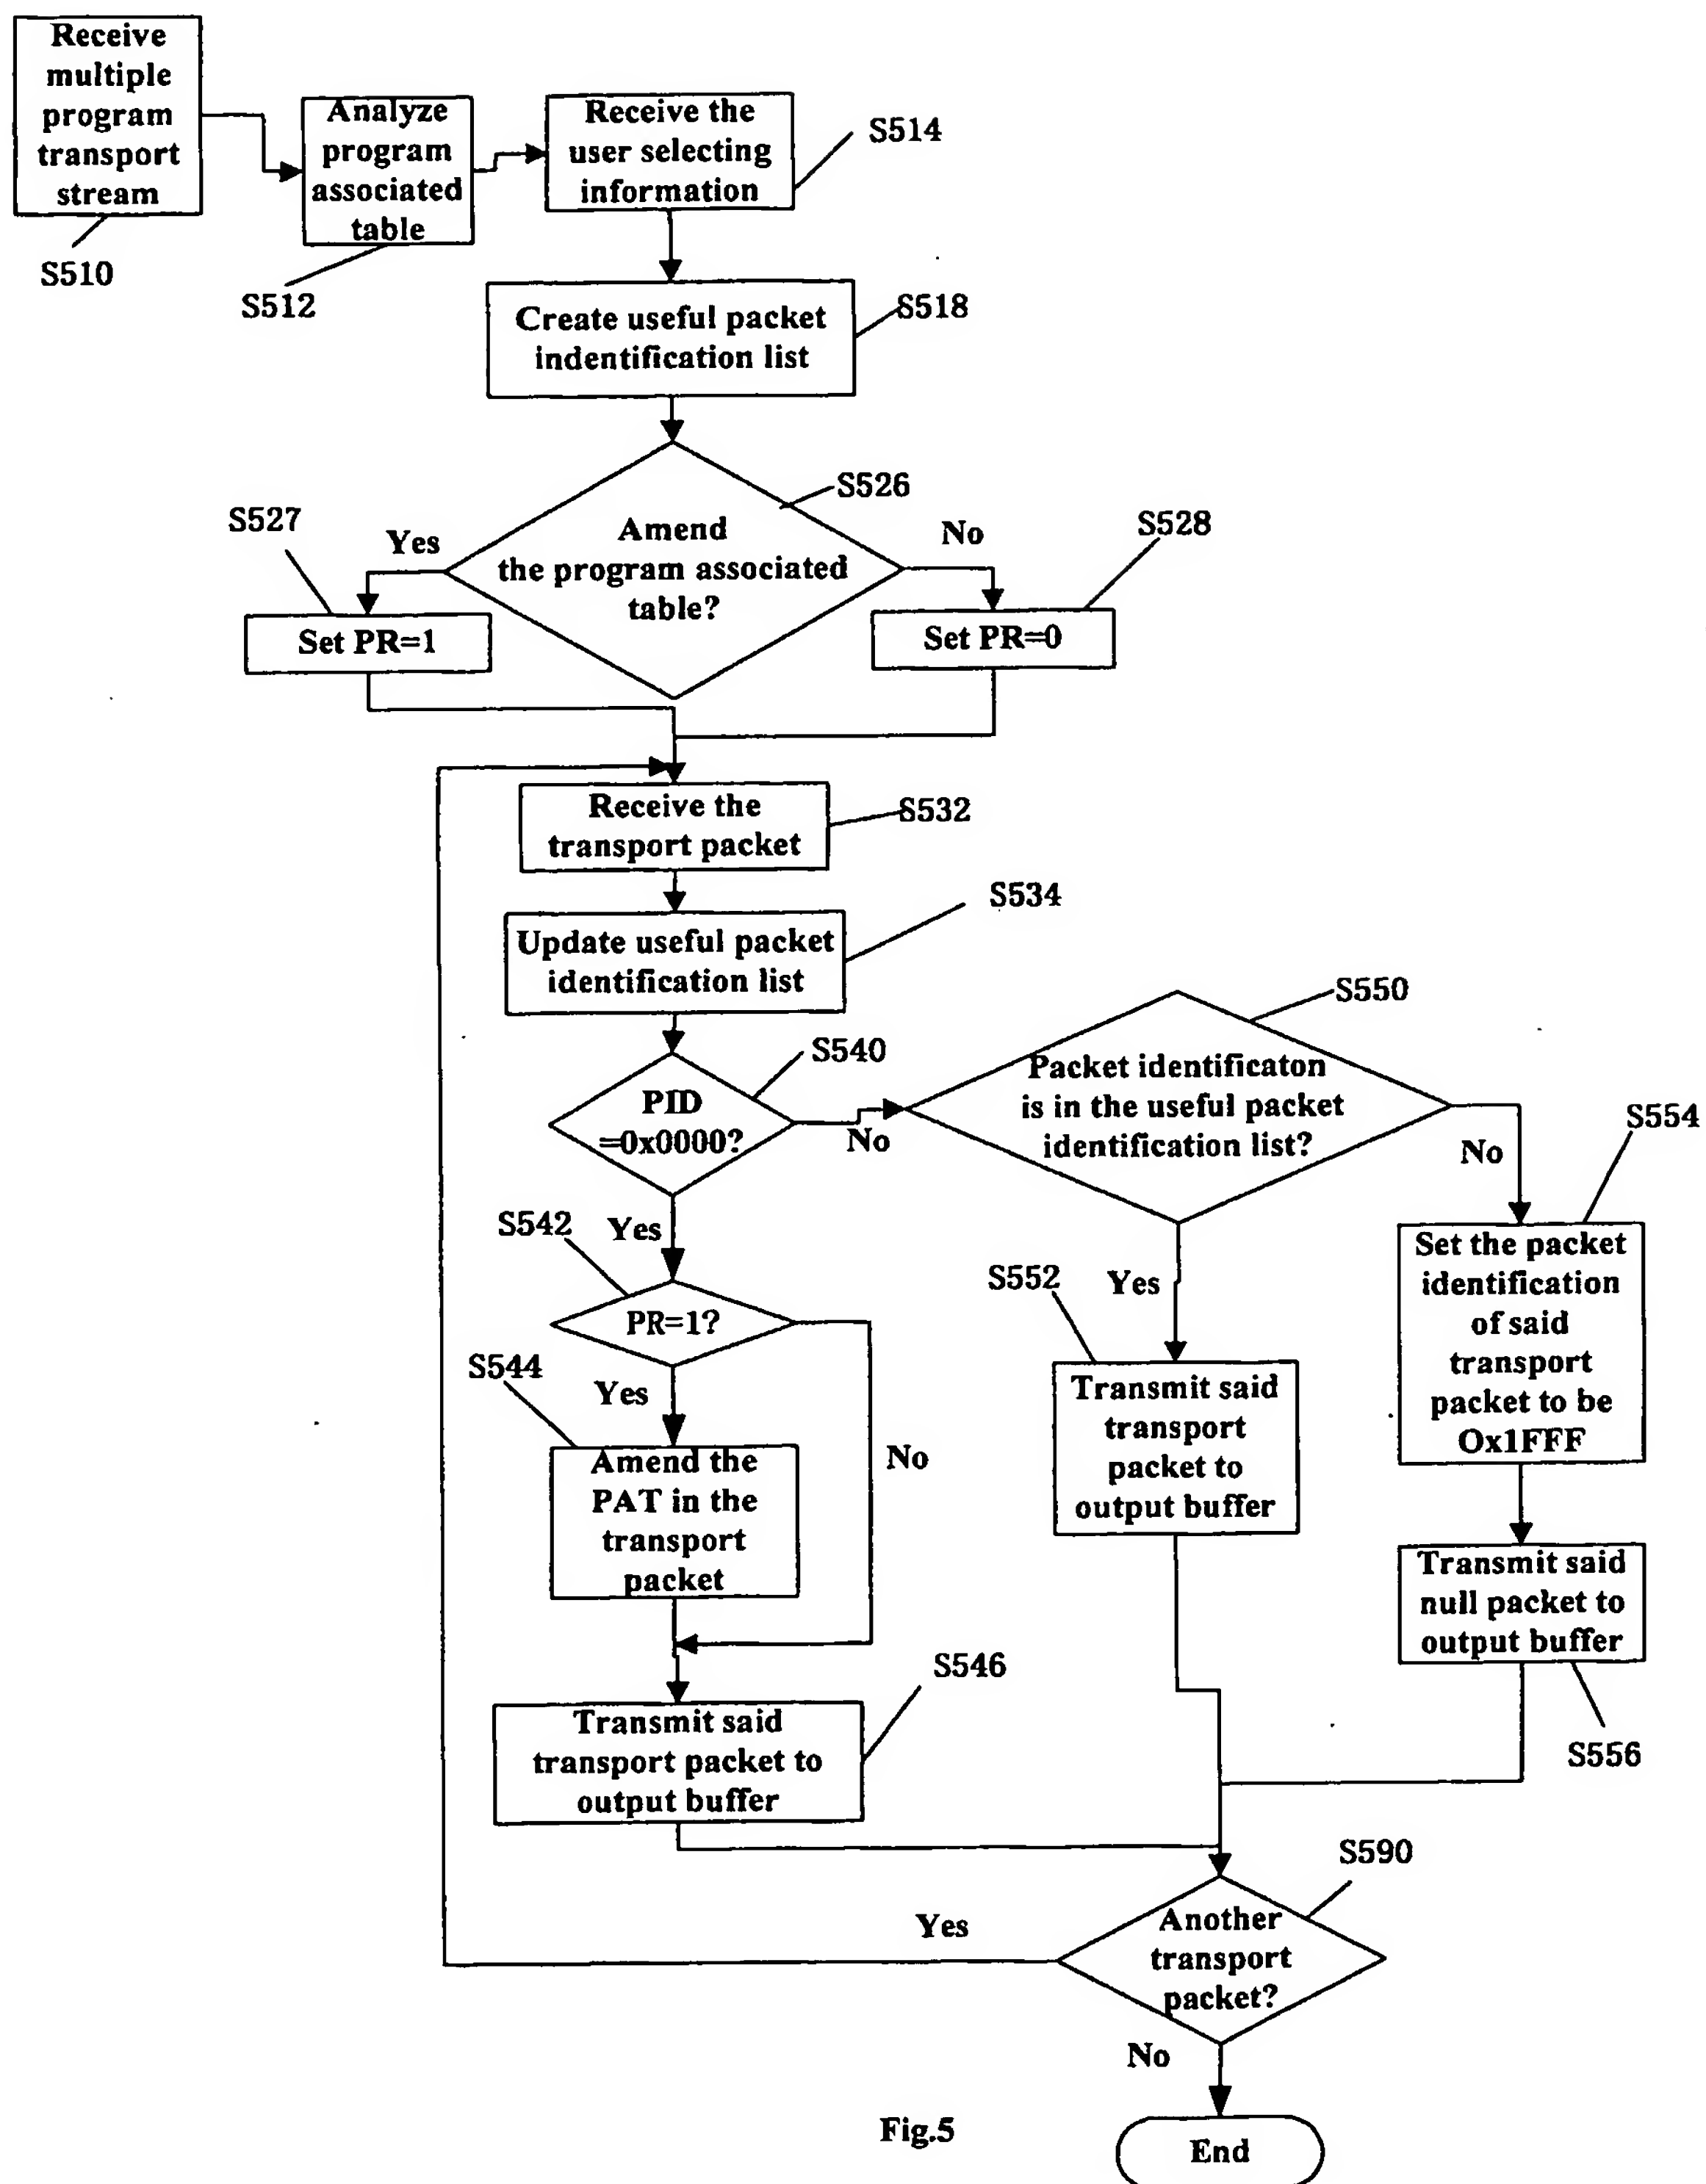 Receive
multiple
program
transport
stream
S510
Analyze
program
associated
table
S512
Receive the
user selecting
information
S514
Create useful packet
indentification list
S518
Amend
the program associated
table?
S526
Yes
No
S527
Set PR=1
S528
Set PR=0
Receive the
transport packet
S532
Update useful packet
identification list
S534
PID
=0x0000?
S540
No
Yes
Packet identificaton
is in the useful packet
identification list?
S550
No
Yes
S542
PR=1?
Yes
No
S544
Amend the
PAT in the
transport
packet
S552
Transmit said
transport
packet to
output buffer
S554
Set the packet
identification
of said
transport
packet to be
Ox1FFF
Transmit said
null packet to
output buffer
S556
S546
Transmit said
transport packet to
output buffer
S590
Another
transport
packet?
Yes
No
End
Fig.5